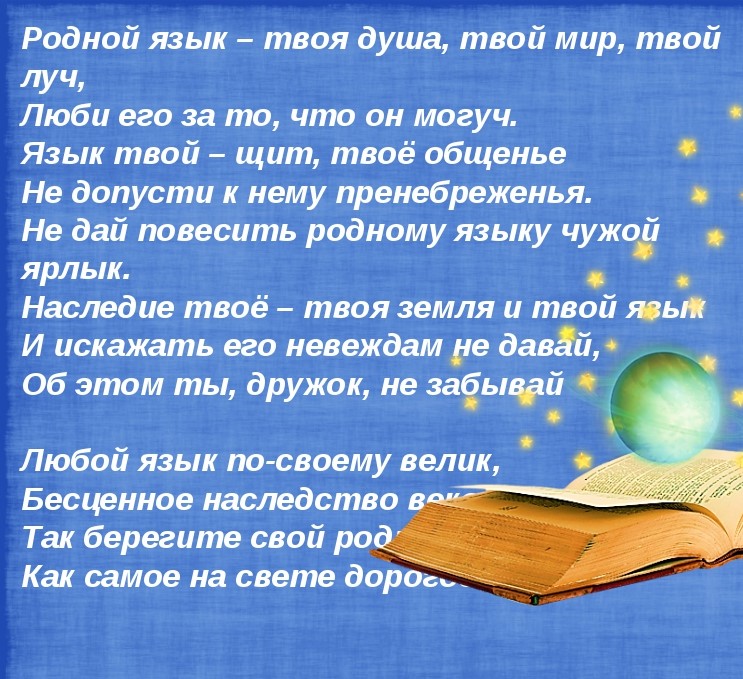 Родной язык – твоя душа, твой мир, твой
луч,
Люби его за то, что он могуч.
Язык твой – щит, твоё общенье
Не допусти к нему пренебреженья.
Не дай повесить родному языку чужой
ярлык.
Наследие твоё – твоя земля и твой язык
И искажать его невеждам не давай,
Об этом ты, дружок, не забывай
Любой язык по-своему велик,
Бесценное наследство
Так берегите свой
Как самое на свете